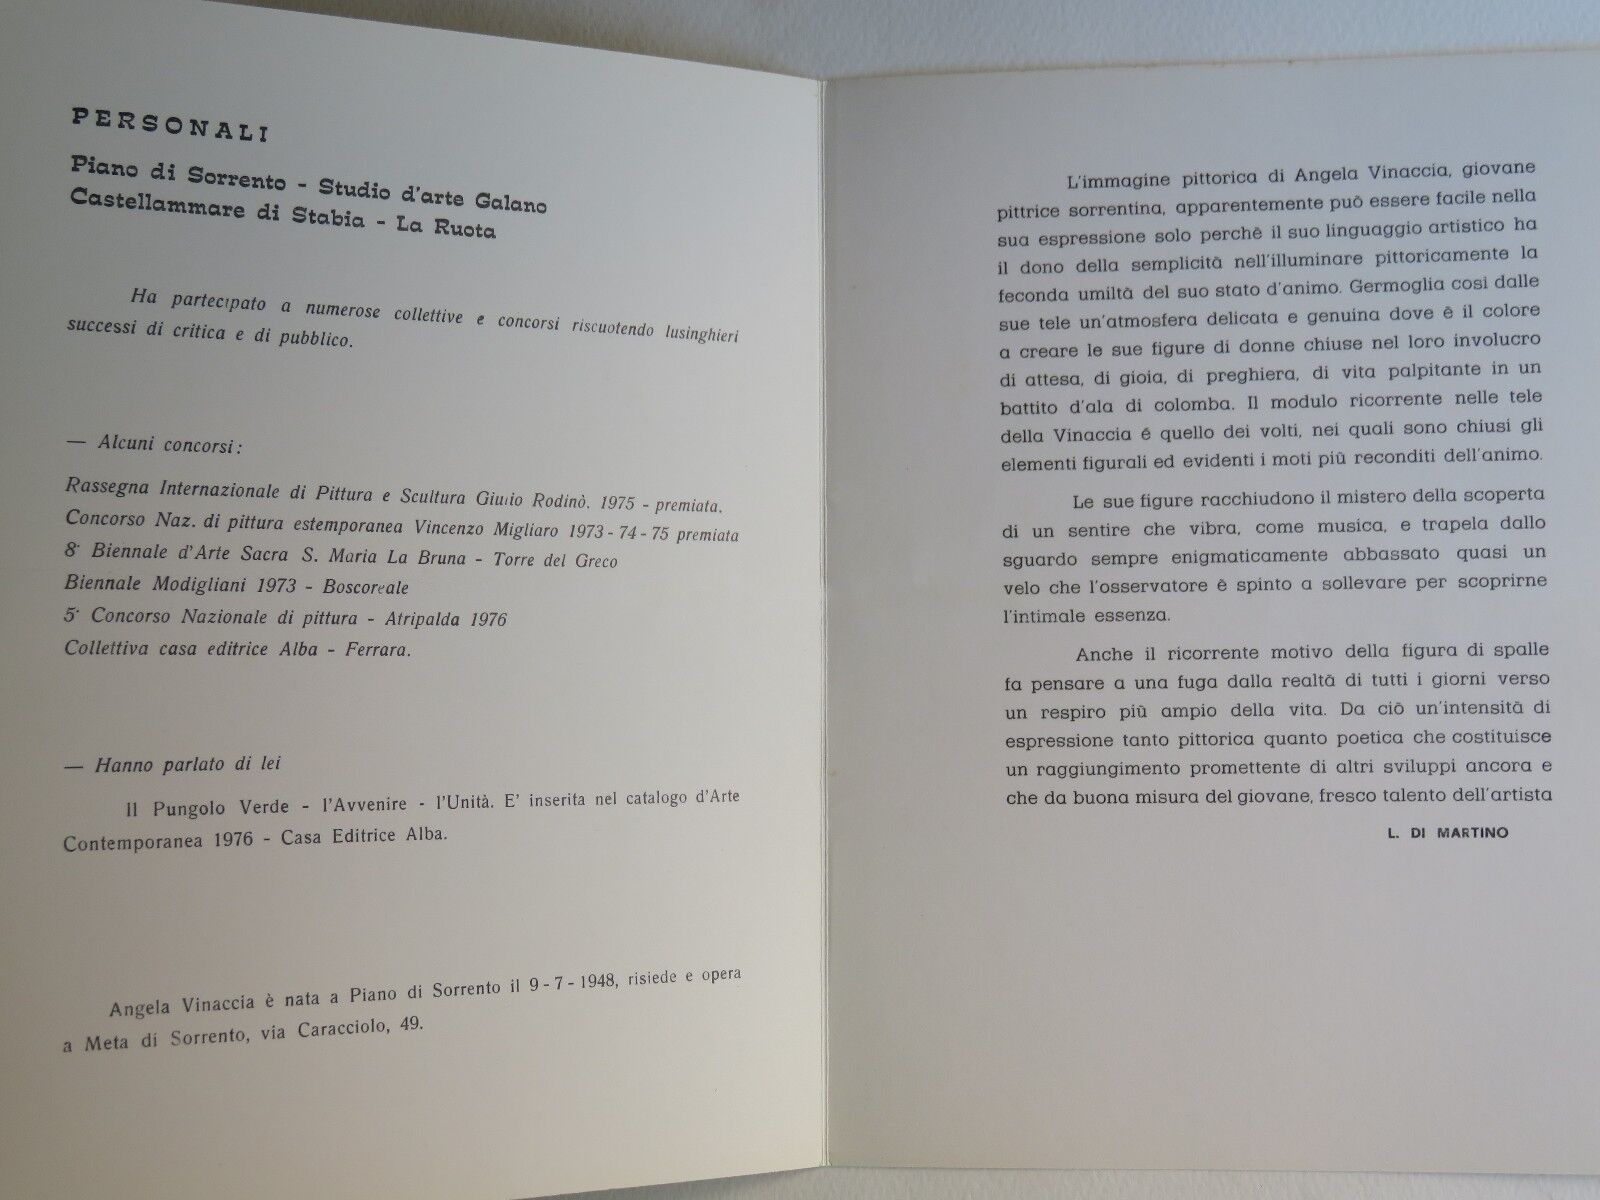 PERSONALI
Piano di Sorrento - Studio d'arte Galano
Castellammare di Stabia - La Ruota
Ha partecipato a numerose collettive e concorsi riscuotendo lusinghieri
successi di critica e di pubblico.
— Alcuni concorsi:
Rassegna Internazionale di Pittura e Scultura Giulio Rodinò. 1975 - premiata.
Concorso Naz. di pittura estemporanea Vincenzo Migliaro 1973 - 74 - 75 premiata
8ª Biennale d'Arte Sacra S. Maria La Bruna - Torre del Greco
Biennale Modigliani 1973 - Boscoreale
5ª Concorso Nazionale di pittura - Atripalda 1976
Collettiva casa editrice Alba - Ferrara.
— Hanno parlato di lei
Il Pungolo Verde - l'Avvenire - l'Unità. E' inserita nel catalogo d'Arte
Contemporanea 1976 - Casa Editrice Alba.
Angela Vinaccia è nata a Piano di Sorrento il 9 - 7 - 1948, risiede e opera
a Meta di Sorrento, via Caracciolo, 49.
L'immagine pittorica di Angela Vinaccia, giovane
pittrice sorrentina, apparentemente può essere facile nella
sua espressione solo perchè il suo linguaggio artistico ha
il dono della semplicità nell'illuminare pittoricamente la
feconda umiltà del suo stato d'animo. Germoglia così dalle
sue tele un'atmosfera delicata e genuina dove è il colore
a creare le sue figure di donne chiuse nel loro involucro
di attesa, di gioia, di preghiera, di vita palpitante in un
battito d'ala di colomba. Il modulo ricorrente nelle tele
della Vinaccia é quello dei volti, nei quali sono chiusi gli
elementi figurali ed evidenti i moti più reconditi dell'animo.
Le sue figure racchiudono il mistero della scoperta
di un sentire che vibra, come musica, e trapela dallo
sguardo sempre enigmaticamente abbassato quasi un
velo che l'osservatore è spinto a sollevare per scoprirne
l'intimale essenza.
Anche il ricorrente motivo della figura di spalle
fa pensare a una fuga dalla realtà di tutti i giorni verso
un respiro più ampio della vita. Da ciò un'intensità di
espressione tanto pittorica quanto poetica che costituisce
un raggiungimento promettente di altri sviluppi ancora e
che da buona misura del giovane, fresco talento dell'artista
L. DI MARTINO